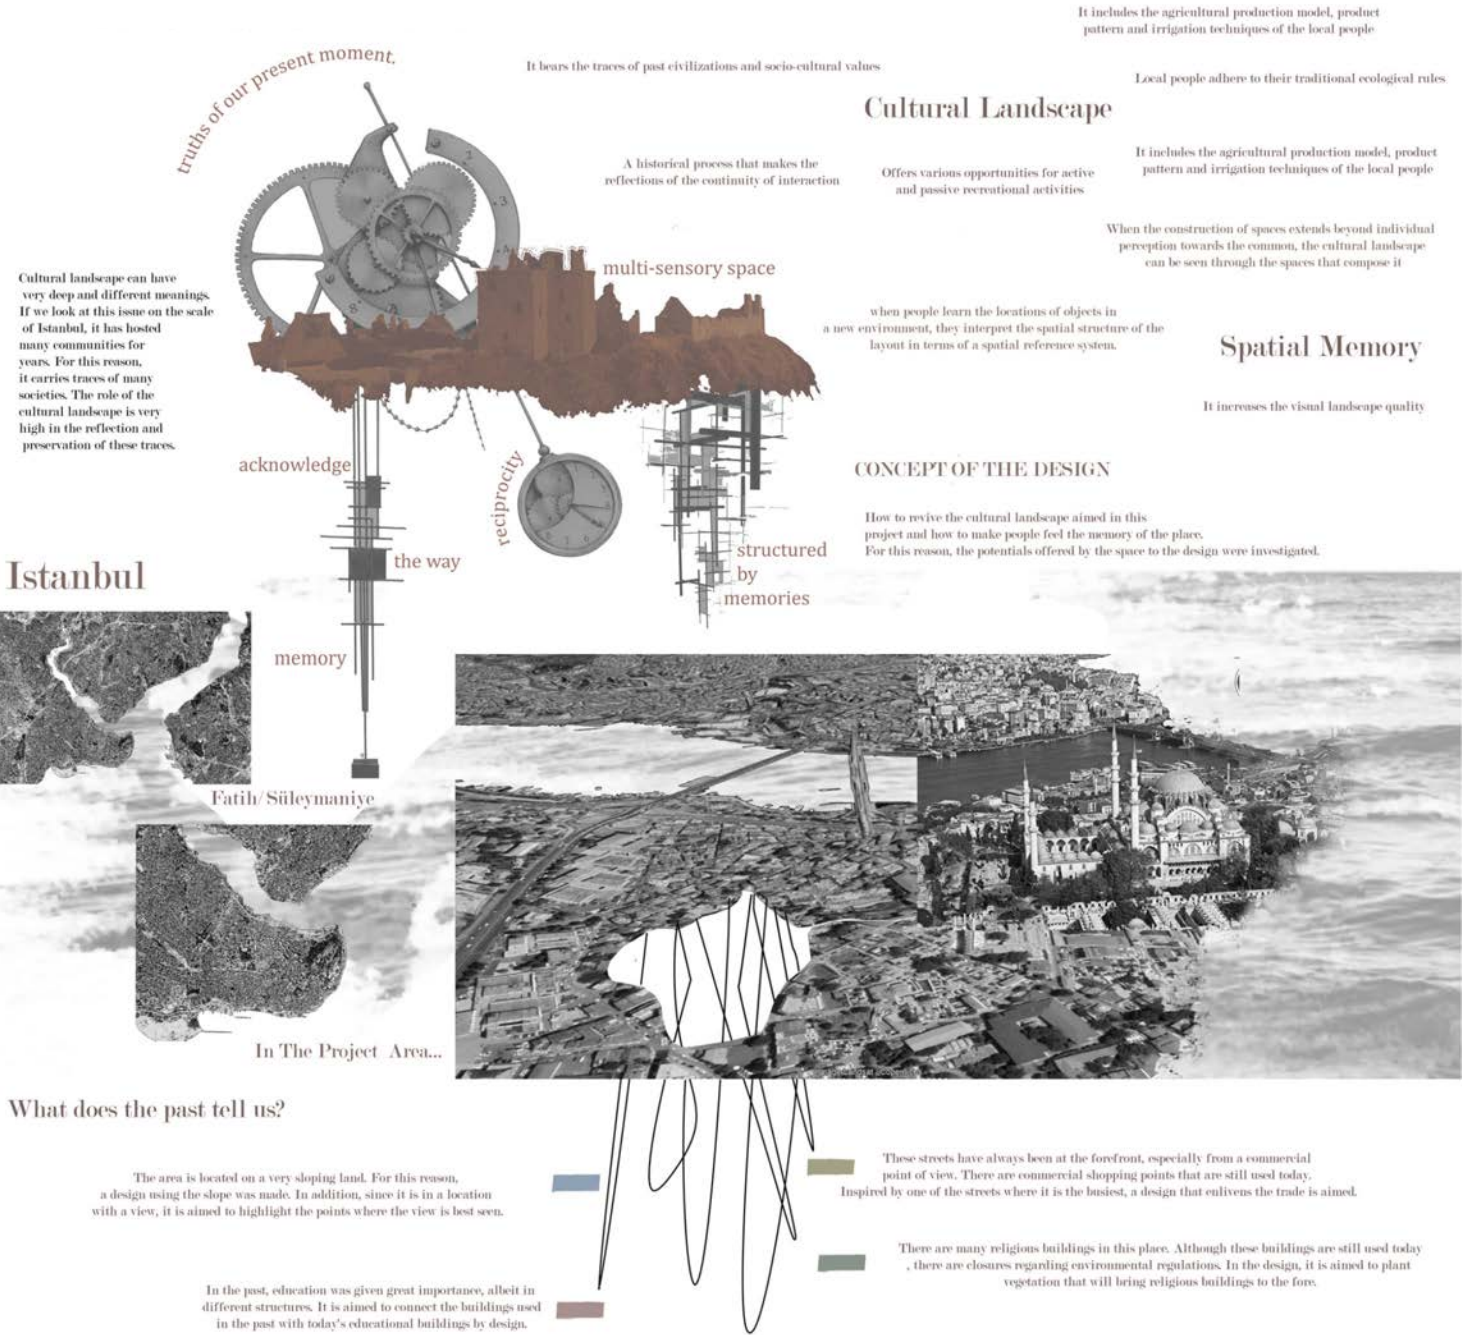 It includes the agricultural production model, product
pattern and irrigation techniques of the local people
truths of our present moment.
It bears the traces of past civilizations and socio-cultural values
Local people adhere to their traditional ecological rules
Cultural Landscape
A historical process that makes the
reflections of the continuity of interaction
Offers various opportunities for active
and passive recreational activities
It includes the agricultural production model, product
pattern and irrigation techniques of the local people
When the construction of spaces extends beyond individual
perception towards the common, the cultural landscape
can be seen through the spaces that compose it
multi-sensory space
Cultural landscape can have
very deep and different meanings.
If we look at this issue on the scale
of Istanbul, it has hosted
many communities for
years. For this reason,
it carries traces of many
societies. The role of the
cultural landscape is very
high in the reflection and
preservation of these traces.
when people learn the locations of objects in
a new environment, they interpret the spatial structure of the
layout in terms of a spatial reference system.
Spatial Memory
It increases the visual landscape quality
acknowledge
reciprocity
CONCEPT OF THE DESIGN
How to revive the cultural landscape aimed in this
project and how to make people feel the memory of the place.
For this reason, the potentials offered by the space to the design were investigated.
the way
structured
by
memories
Istanbul
memory
Fatih/Süleymaniye
In The Project Area...
What does the past tell us?
The area is located on a very sloping land. For this reason,
a design using the slope was made. In addition, since it is in a location
with a view, it is aimed to highlight the points where the view is best seen.
These streets have always been at the forefront, especially from a commercial
point of view. There are commercial shopping points that are still used today.
Inspired by one of the streets where it is the busiest, a design that enlivens the trade is aimed.
There are many religious buildings in this place. Although these buildings are still used today
, there are closures regarding environmental regulations. In the design, it is aimed to plant
vegetation that will bring religious buildings to the fore.
In the past, education was given great importance, albeit in
different structures. It is aimed to connect the buildings used
in the past with today's educational buildings by design.